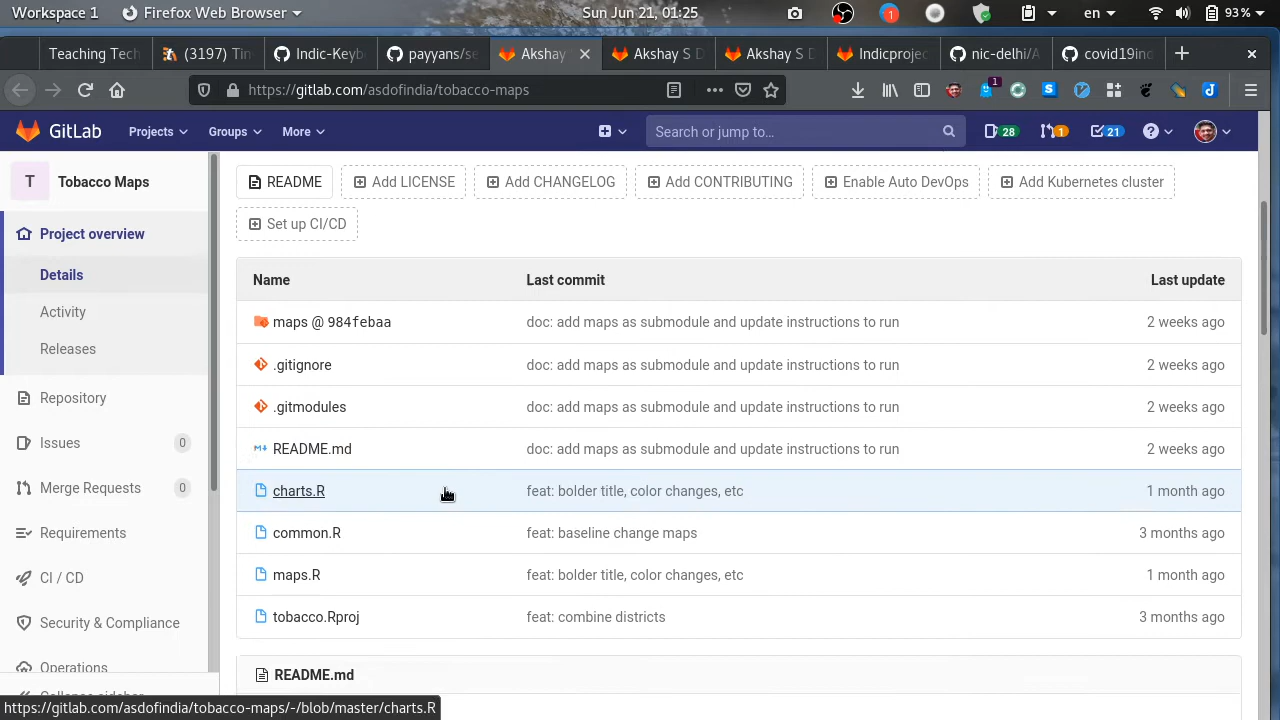 Workspace 1
Firefox Web Browser
Sun Jun 21, 01:25
1
en
93%
Teaching Tech
(3197) Tin
Indic-Keyb
payyans/se
Akshay
Akshay S D
Akshay S D
Indicproject
nic-delhi/A
covid19ind
https://gitlab.com/asdofindia/tobacco-maps
1
GitLab
Projects
Groups
More
Search or jump to…
28
1
21
T
Tobacco Maps
Project overview
Details
Activity
Releases
Repository
Issues 0
Merge Requests 0
Requirements
CI / CD
Security & Compliance
Operations
Collapse sidebar
README
Add LICENSE
Add CHANGELOG
Add CONTRIBUTING
Enable Auto DevOps
Add Kubernetes cluster
Set up CI/CD
Name Last commit Last update
maps @ 984febaa doc: add maps as submodule and update instructions to run 2 weeks ago
.gitignore doc: add maps as submodule and update instructions to run 2 weeks ago
.gitmodules doc: add maps as submodule and update instructions to run 2 weeks ago
README.md doc: add maps as submodule and update instructions to run 2 weeks ago
charts.R feat: bolder title, color changes, etc 1 month ago
common.R feat: baseline change maps 3 months ago
maps.R feat: bolder title, color changes, etc 1 month ago
tobacco.Rproj feat: combine districts 3 months ago
README.md
https://gitlab.com/asdofindia/tobacco-maps/-/blob/master/charts.R